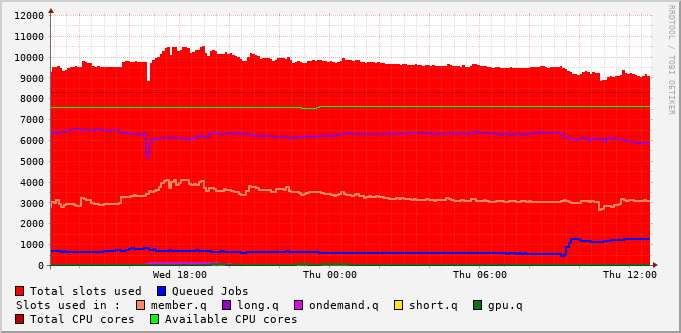 12000
11000
10000
9000
8000
7000
6000
5000
4000
3000
2000
1000
0
Wed 18:00 Thu 00:00 Thu 06:00 Thu 12:00
Total slots used Queued Jobs
Slots used in : member.q long.q ondemand.q short.q gpu.q
Total CPU cores Available CPU cores
RRDTOOL / TOBI OETIKER